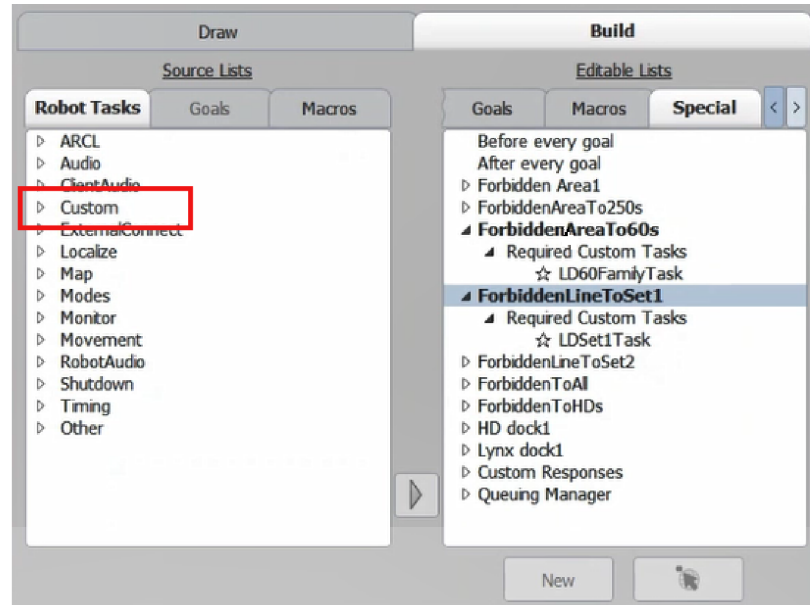 Draw
Build
Source Lists
Editable Lists
Robot Tasks
Goals
Macros
ARCL
Audio
ClientAudio
Custom
ExternalConnect
Localize
Map
Modes
Monitor
Movement
RobotAudio
Shutdown
Timing
Other
Goals
Macros
Special
Before every goal
After every goal
Forbidden Area1
ForbiddenAreaTo250s
ForbiddenAreaTo60s
Required Custom Tasks
LD60FamilyTask
ForbiddenLineToSet1
Required Custom Tasks
LDSet1Task
ForbiddenLineToSet2
ForbiddenToAll
ForbiddenToHDs
HD dock1
Lynx dock1
Custom Responses
Queuing Manager
New